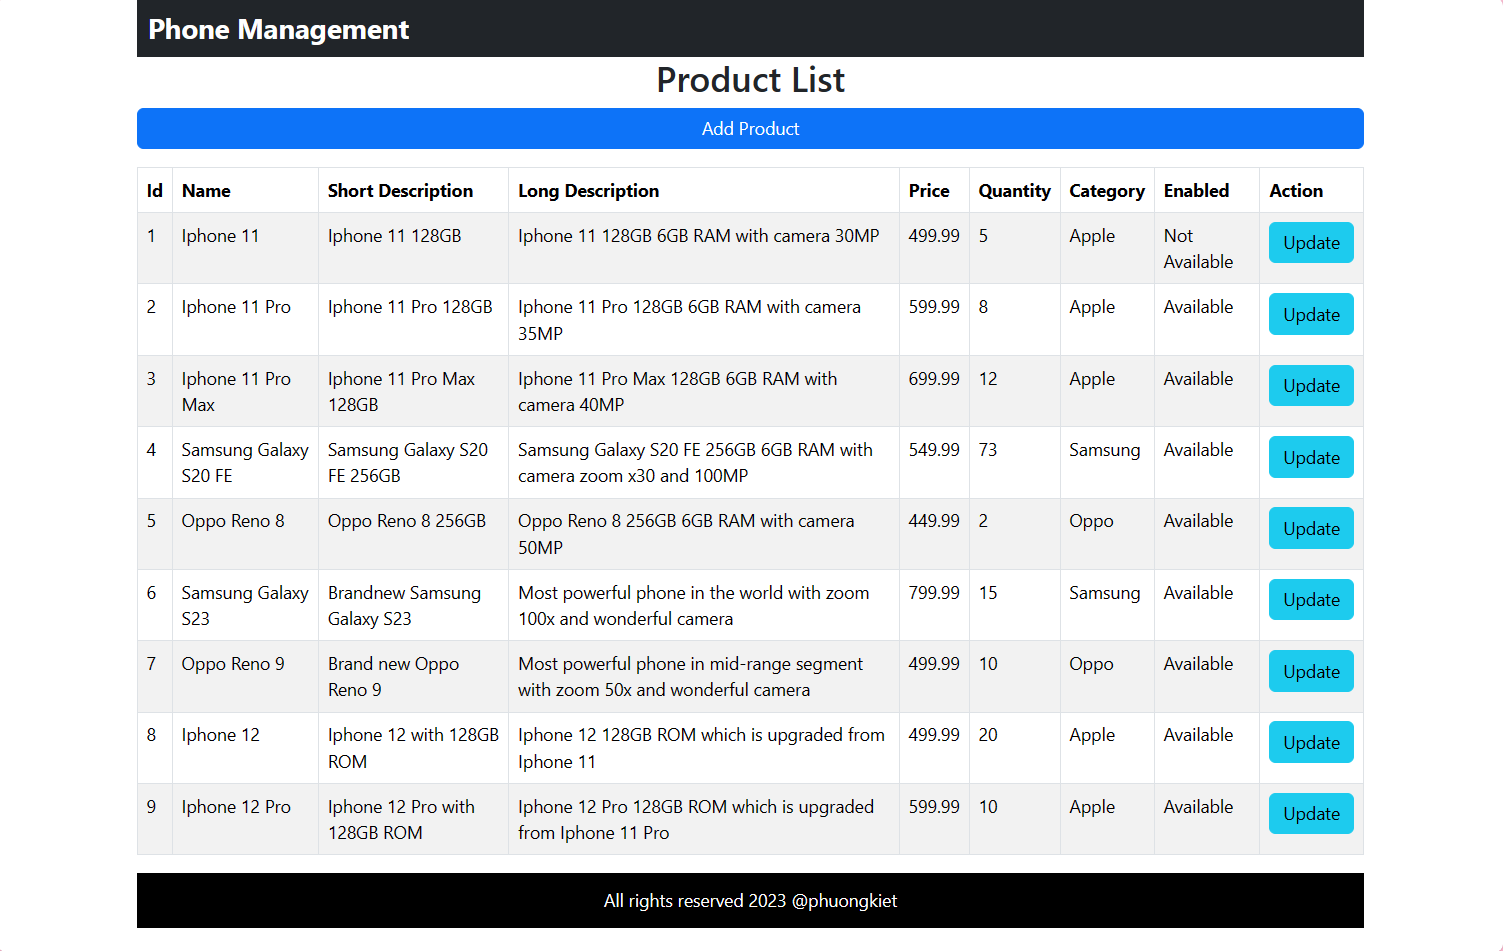 Phone Management
Product List
Add Product
Id Name Short Description Long Description Price Quantity Category Enabled Action
1 Iphone 11 Iphone 11 128GB Iphone 11 128GB 6GB RAM with camera 30MP 499.99 5 Apple Not Available Update
2 Iphone 11 Pro Iphone 11 Pro 128GB Iphone 11 Pro 128GB 6GB RAM with camera 35MP 599.99 8 Apple Available Update
3 Iphone 11 Pro Max Iphone 11 Pro Max 128GB Iphone 11 Pro Max 128GB 6GB RAM with camera 40MP 699.99 12 Apple Available Update
4 Samsung Galaxy S20 FE Samsung Galaxy S20 FE 256GB Samsung Galaxy S20 FE 256GB 6GB RAM with camera zoom x30 and 100MP 549.99 73 Samsung Available Update
5 Oppo Reno 8 Oppo Reno 8 256GB Oppo Reno 8 256GB 6GB RAM with camera 50MP 449.99 2 Oppo Available Update
6 Samsung Galaxy S23 Brandnew Samsung Galaxy S23 Most powerful phone in the world with zoom 100x and wonderful camera 799.99 15 Samsung Available Update
7 Oppo Reno 9 Brand new Oppo Reno 9 Most powerful phone in mid-range segment with zoom 50x and wonderful camera 499.99 10 Oppo Available Update
8 Iphone 12 Iphone 12 with 128GB ROM Iphone 12 128GB ROM which is upgraded from Iphone 11 499.99 20 Apple Available Update
9 Iphone 12 Pro Iphone 12 Pro with 128GB ROM Iphone 12 Pro 128GB ROM which is upgraded from Iphone 11 Pro 599.99 10 Apple Available Update
All rights reserved 2023 @phuongkiet